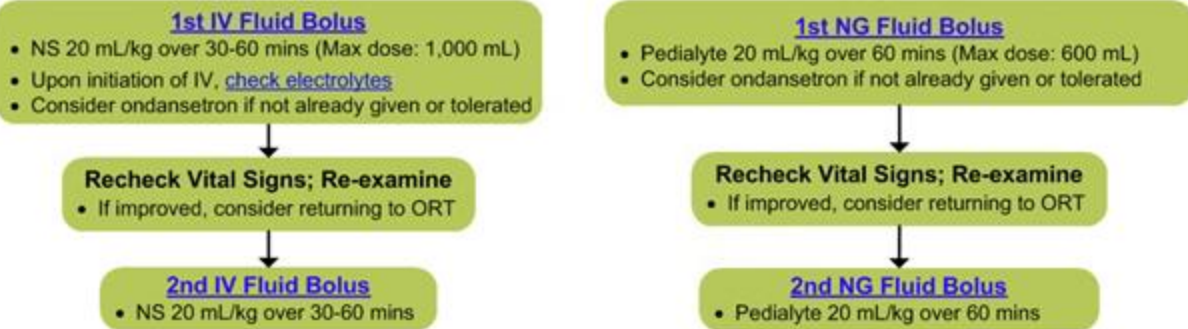 1st IV Fluid Bolus
• NS 20 mL/kg over 30-60 mins (Max dose: 1,000 mL)
• Upon initiation of IV, check electrolytes
• Consider ondansetron if not already given or tolerated
Recheck Vital Signs; Re-examine
• If improved, consider returning to ORT
2nd IV Fluid Bolus
• NS 20 mL/kg over 30-60 mins
1st NG Fluid Bolus
• Pedialyte 20 mL/kg over 60 mins (Max dose: 600 mL)
• Consider ondansetron if not already given or tolerated
Recheck Vital Signs; Re-examine
• If improved, consider returning to ORT
2nd NG Fluid Bolus
• Pedialyte 20 mL/kg over 60 mins